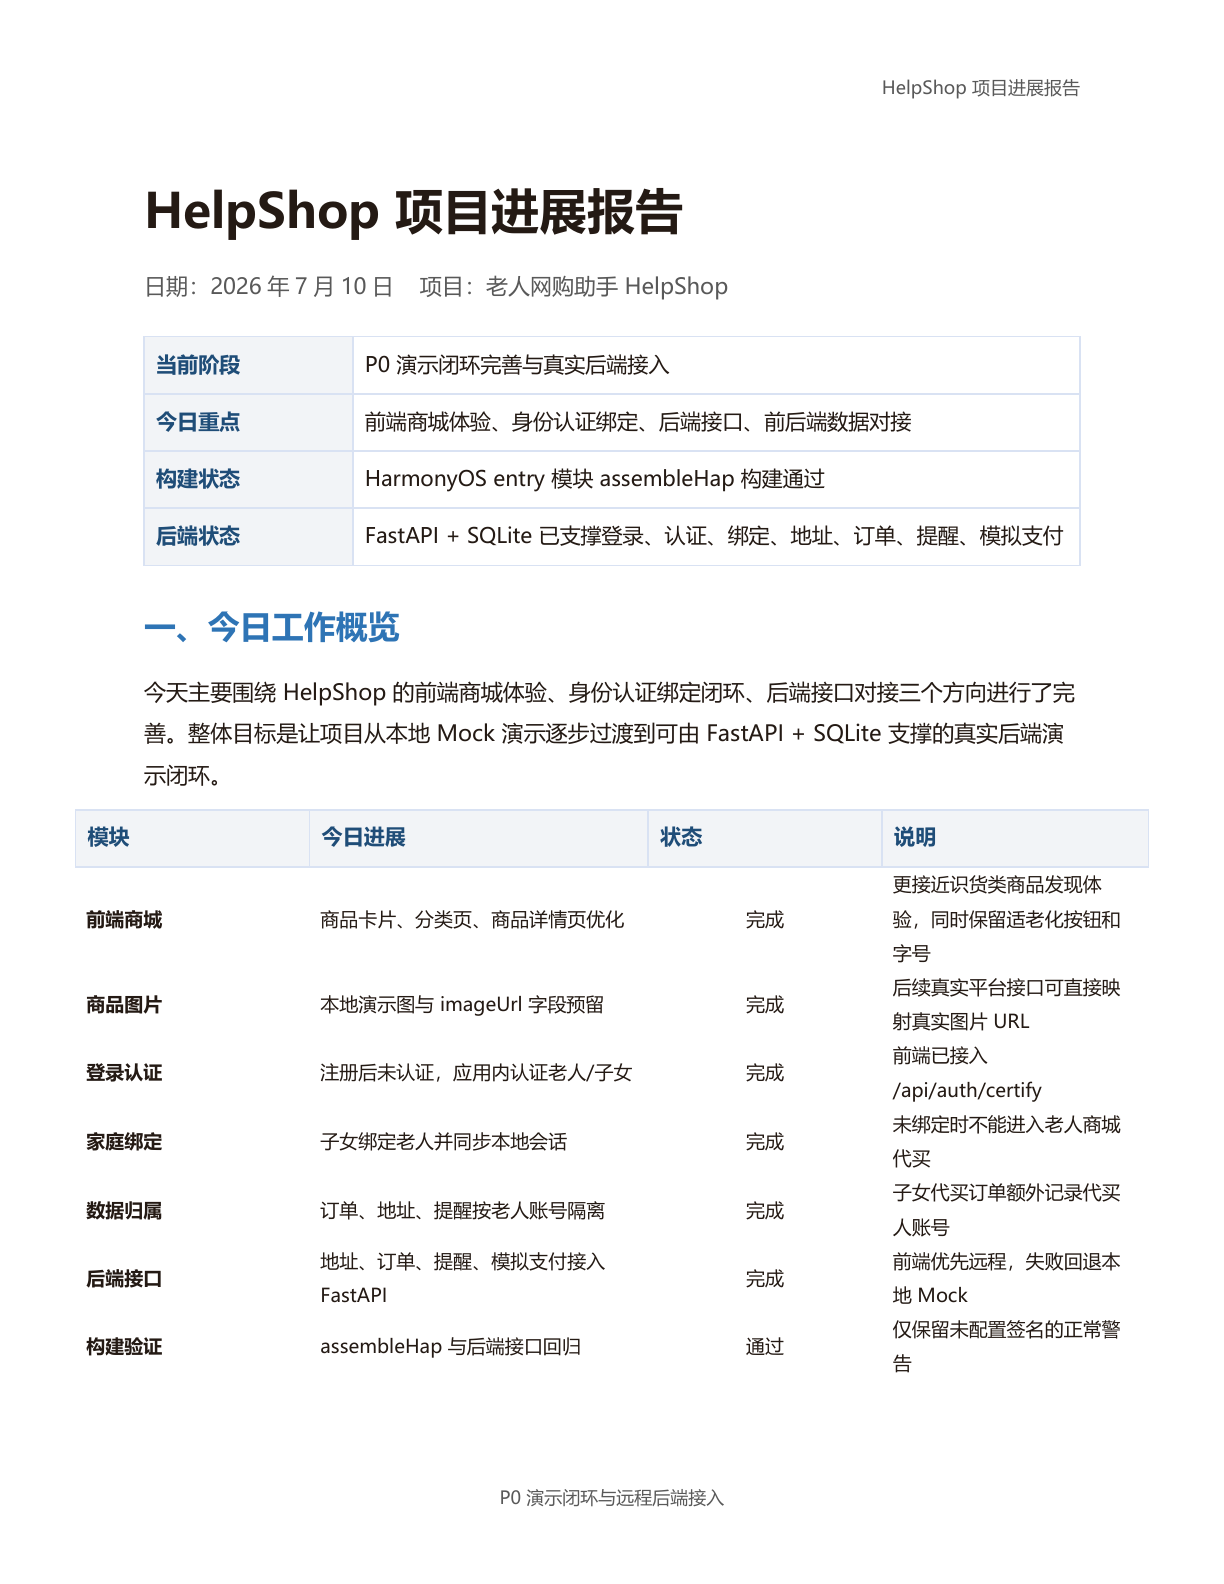 HelpShop 项目进展报告
HelpShop 项目进展报告
日期：2026 年 7 月 10 日 项目：老人网购助手 HelpShop
当前阶段 P0 演示闭环完善与真实后端接入
今日重点 前端商城体验、身份认证绑定、后端接口、前后端数据对接
构建状态 HarmonyOS entry 模块 assembleHap 构建通过
后端状态 FastAPI + SQLite 已支撑登录、认证、绑定、地址、订单、提醒、模拟支付
一、今日工作概览
今天主要围绕 HelpShop 的前端商城体验、身份认证绑定闭环、后端接口对接三个方向进行了完
善。整体目标是让项目从本地 Mock 演示逐步过渡到可由 FastAPI + SQLite 支撑的真实后端演
示闭环。
模块 今日进展 状态 说明
前端商城 商品卡片、分类页、商品详情页优化 完成 更接近识货类商品发现体
验，同时保留适老化按钮和
字号
商品图片 本地演示图与 imageUrl 字段预留 完成 后续真实平台接口可直接映
射真实图片 URL
登录认证 注册后未认证，应用内认证老人/子女 完成 前端已接入
/api/auth/certify
家庭绑定 子女绑定老人并同步本地会话 完成 未绑定时不能进入老人商城
代买
数据归属 订单、地址、提醒按老人账号隔离 完成 子女代买订单额外记录代买
人账号
后端接口 地址、订单、提醒、模拟支付接入
FastAPI 完成 前端优先远程，失败回退本
地 Mock
构建验证 assembleHap 与后端接口回归 通过 仅保留未配置签名的正常警
告
P0 演示闭环与远程后端接入